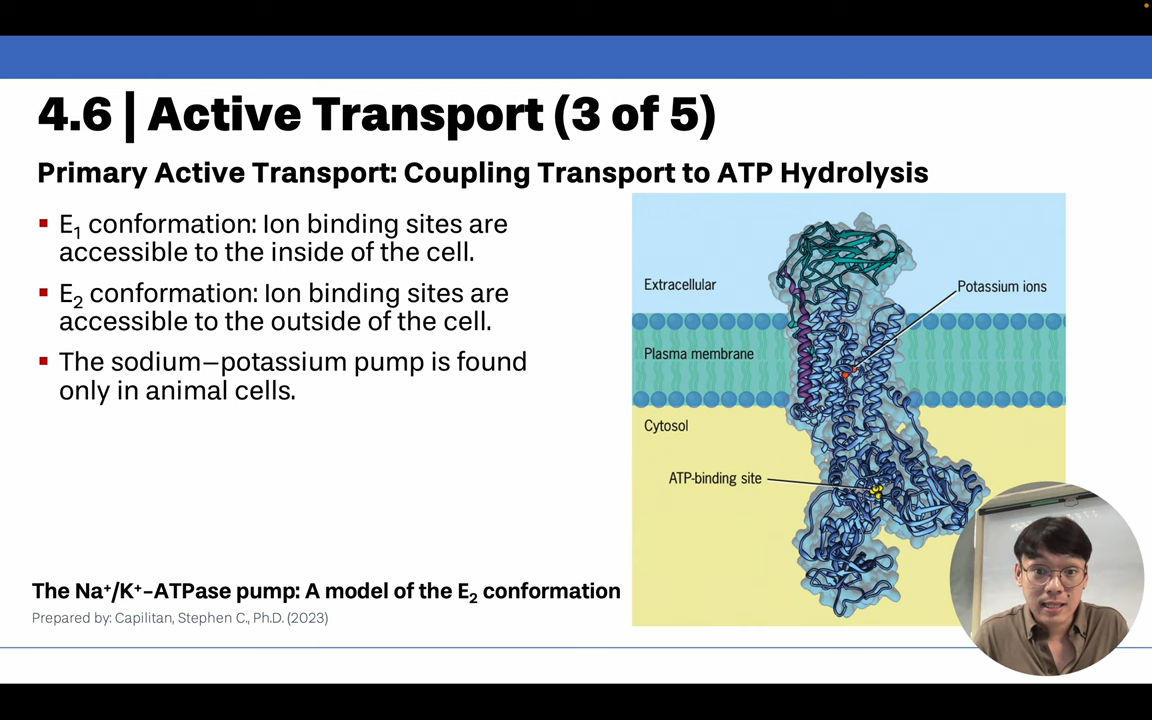 4.6 | Active Transport (3 of 5)
Primary Active Transport: Coupling Transport to ATP Hydrolysis
▪ E₁ conformation: Ion binding sites are
accessible to the inside of the cell.
▪ E₂ conformation: Ion binding sites are
accessible to the outside of the cell.
▪ The sodium–potassium pump is found
only in animal cells.
Extracellular
Potassium ions
Plasma membrane
Cytosol
ATP-binding site
The Na⁺/K⁺-ATPase pump: A model of the E₂ conformation
Prepared by: Capilitan, Stephen C., Ph.D. (2023)